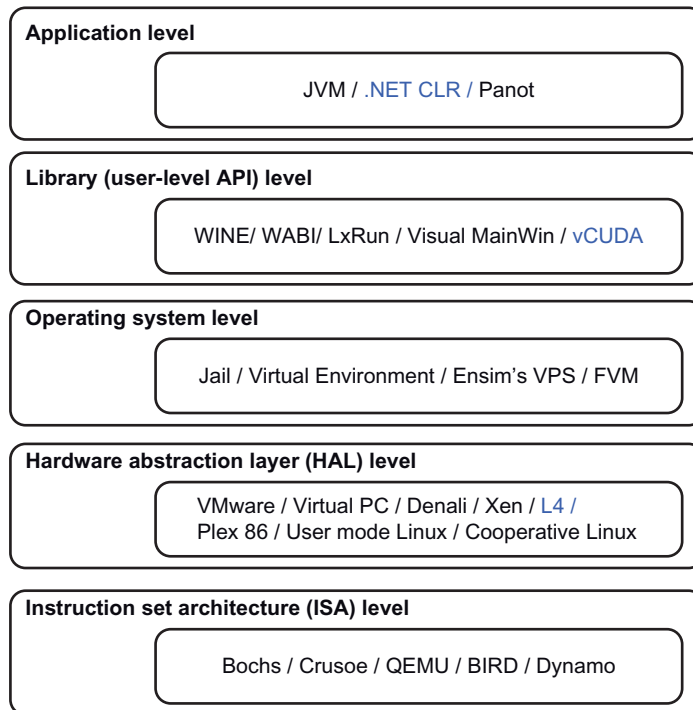 Application level
JVM / .NET CLR / Panot
Library (user-level API) level
WINE/ WABI/ LxRun / Visual MainWin / vCUDA
Operating system level
Jail / Virtual Environment / Ensim’s VPS / FVM
Hardware abstraction layer (HAL) level
VMware / Virtual PC / Denali / Xen / L4 /
Plex 86 / User mode Linux / Cooperative Linux
Instruction set architecture (ISA) level
Bochs / Crusoe / QEMU / BIRD / Dynamo